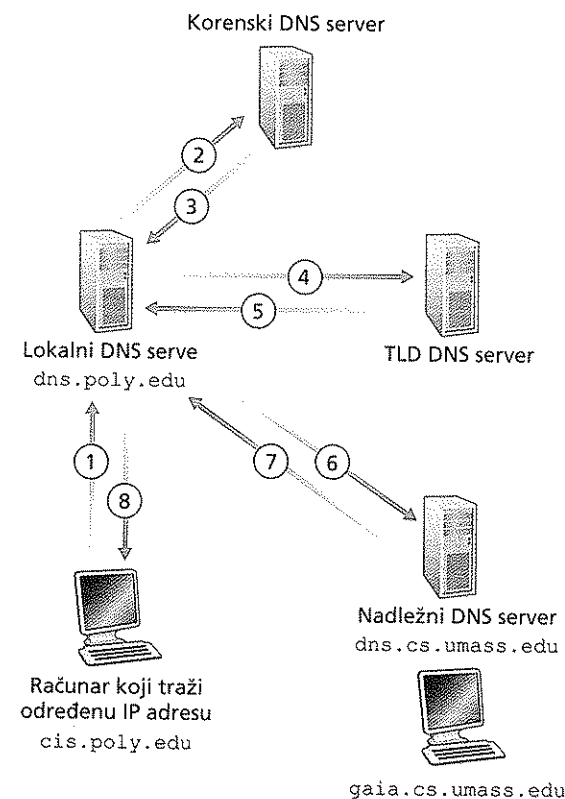 Korenski DNS server
2
3
4
5
Lokalni DNS serve
dns.poly.edu
TLD DNS server
1
8
7
6
Nadležni DNS server
dns.cs.umass.edu
Računar koji traži
određenu IP adresu
cis.poly.edu
gaia.cs.umass.edu